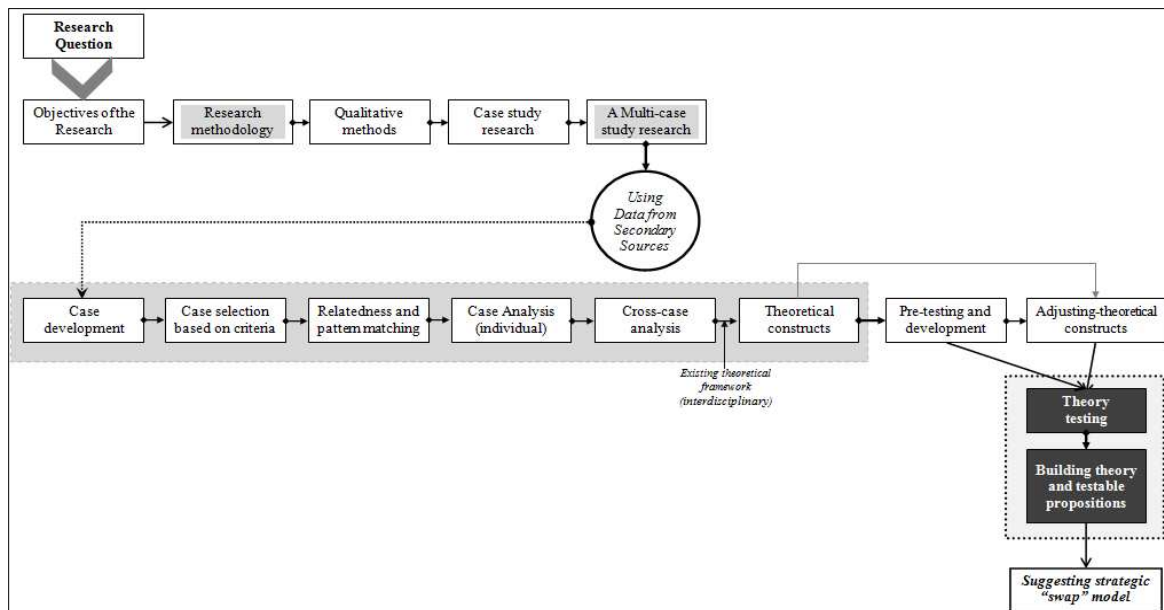 Research
Question
Objectives of the
Research
Research
methodology
Qualitative
methods
Case study
research
A Multi-case
study research
Using
Data from
Secondary
Sources
Case
development
Case selection
based on criteria
Relatedness and
pattern matching
Case Analysis
(individual)
Cross-case
analysis
Theoretical
constructs
Pre-testing and
development
Adjusting-theoretical
constructs
Existing theoretical
framework
(interdisciplinary)
Theory
testing
Building theory
and testable
propositions
Suggesting strategic
“swap” model